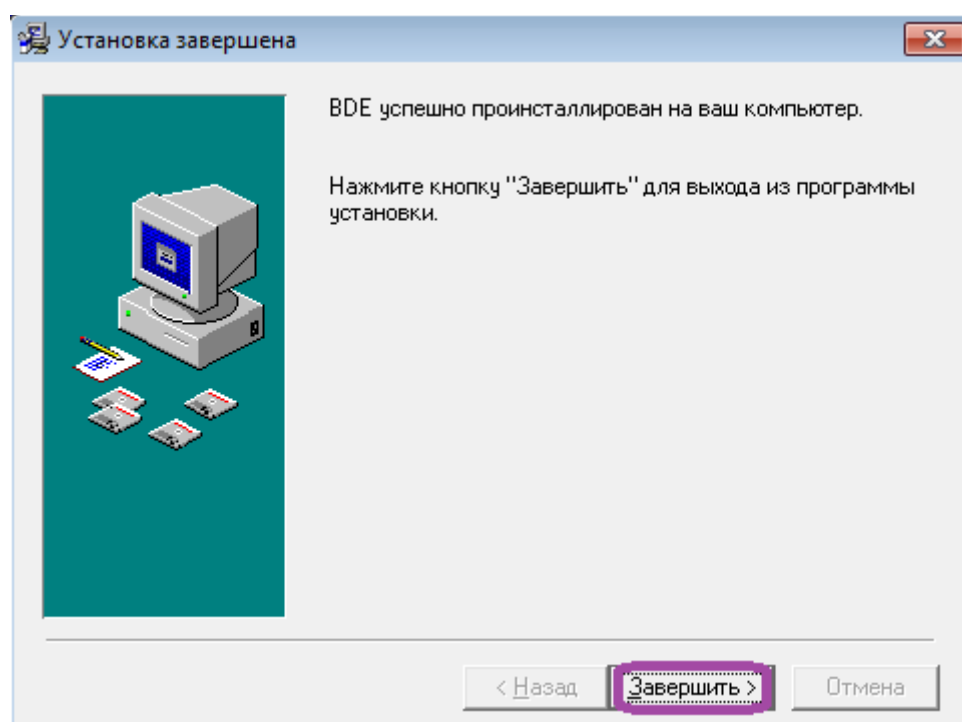 Установка завершена
BDE успешно проинсталлирован на ваш компьютер.
Нажмите кнопку "Завершить" для выхода из программы
установки.
< Назад
Завершить >
Отмена